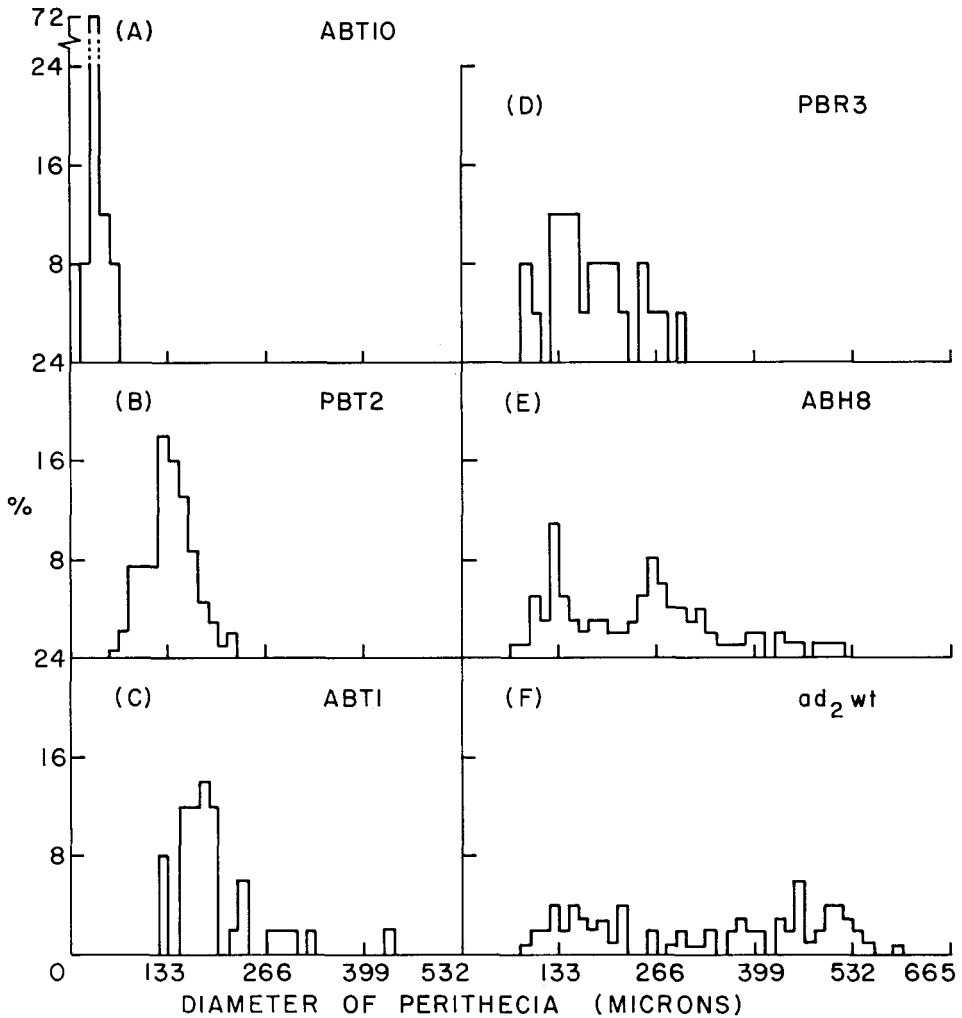 72
(A) ABT10
24
16
8
24
(D) PBR3
(B) PBT2
16
%
8
24
(E) ABH8
(C) ABT1
16
8
(F) ad2 wt
0 133 266 399 532 133 266 399 532 665
DIAMETER OF PERITHECIA (MICRONS)